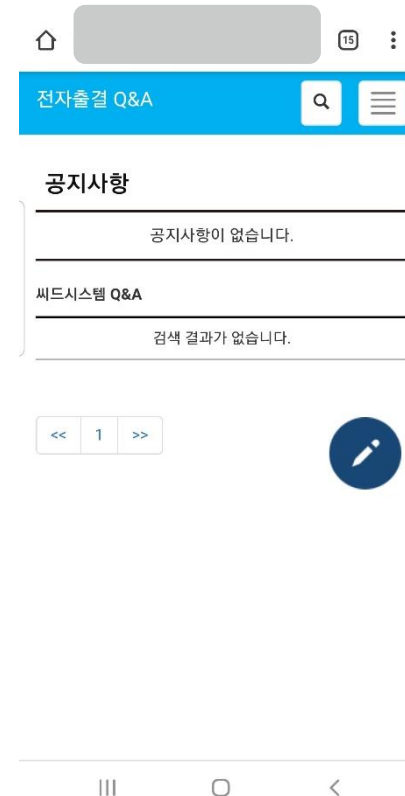 15
전자출결 Q&A
공지사항
공지사항이 없습니다.
씨드시스템 Q&A
검색 결과가 없습니다.
<< 1 >>